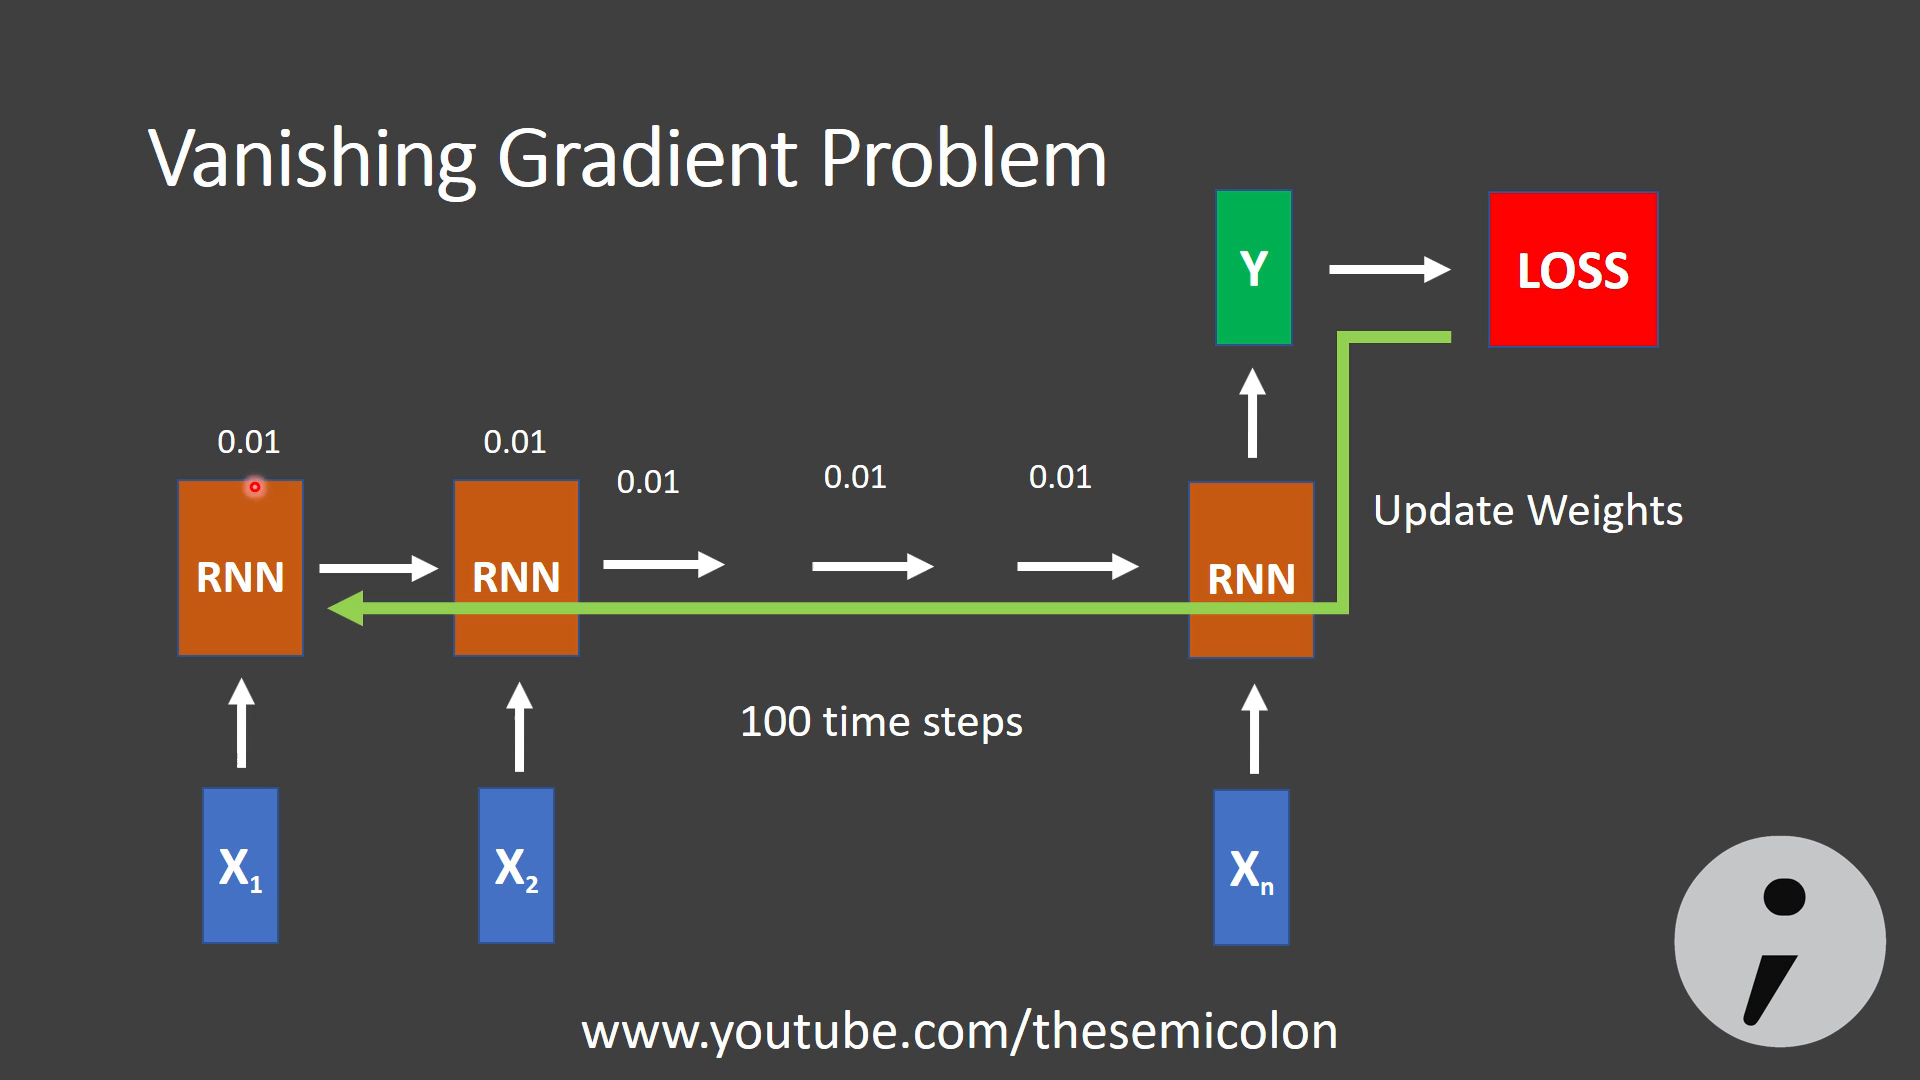 Vanishing Gradient Problem
Y
LOSS
0.01
0.01
0.01
0.01
0.01
Update Weights
RNN
RNN
RNN
100 time steps
X1
X2
Xn
www.youtube.com/thesemicolon
;